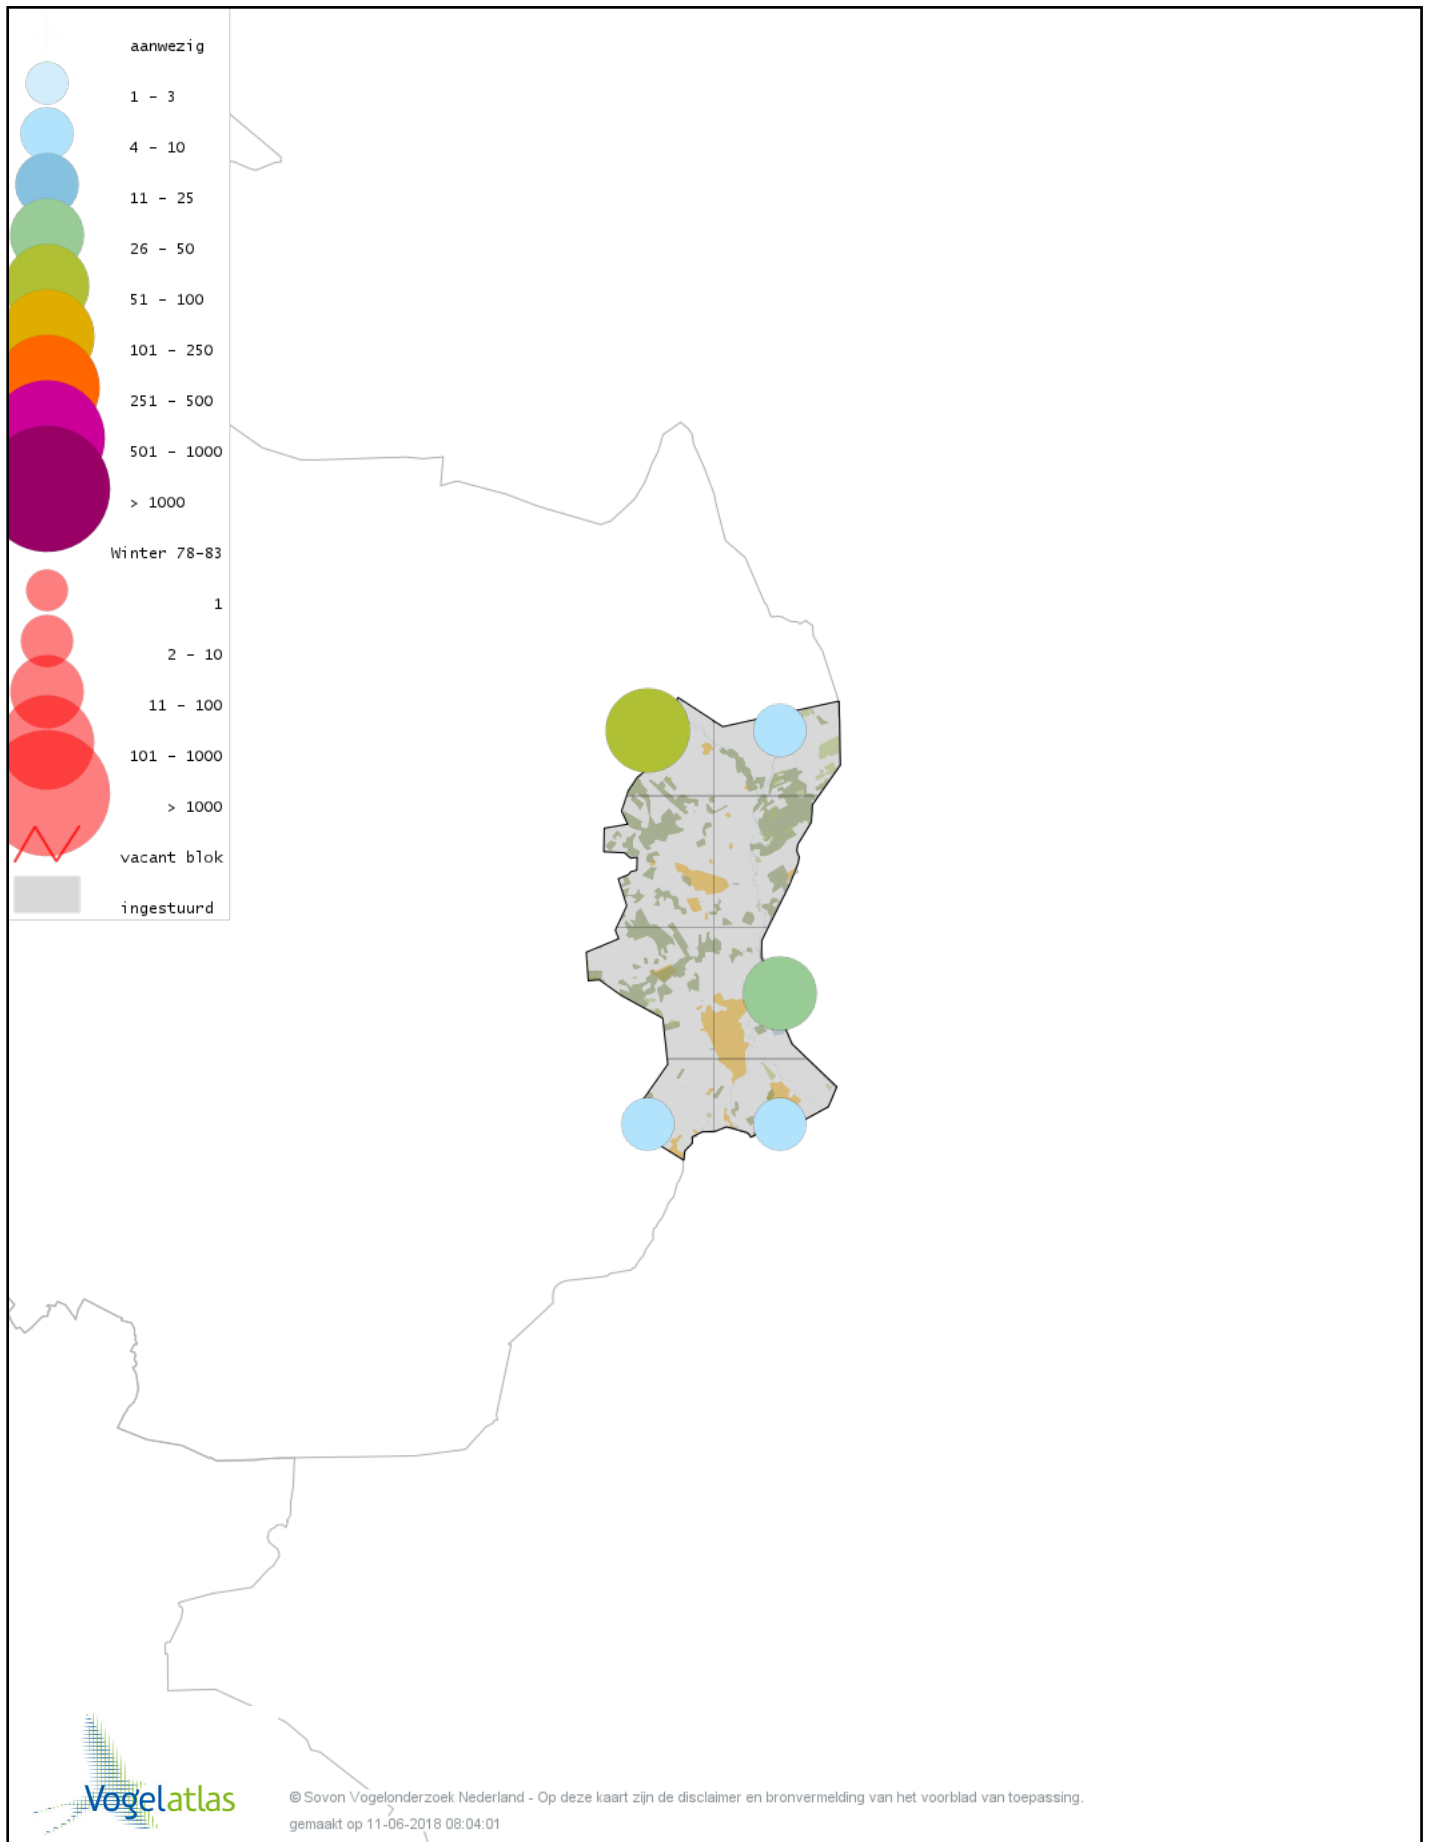 aanwezig
1 - 3
4 - 10
11 - 25
26 - 50
51 - 100
101 - 250
251 - 500
501 - 1000
> 1000
Winter 78-83
1
2 - 10
11 - 100
101 - 1000
> 1000
vacant blok
ingestuurd
Vogelatlas
© Sovon Vogelonderzoek Nederland - Op deze kaart zijn de disclaimer en bronvermelding van het voorblad van toepassing.
gemaakt op 11-06-2018 08:04:01